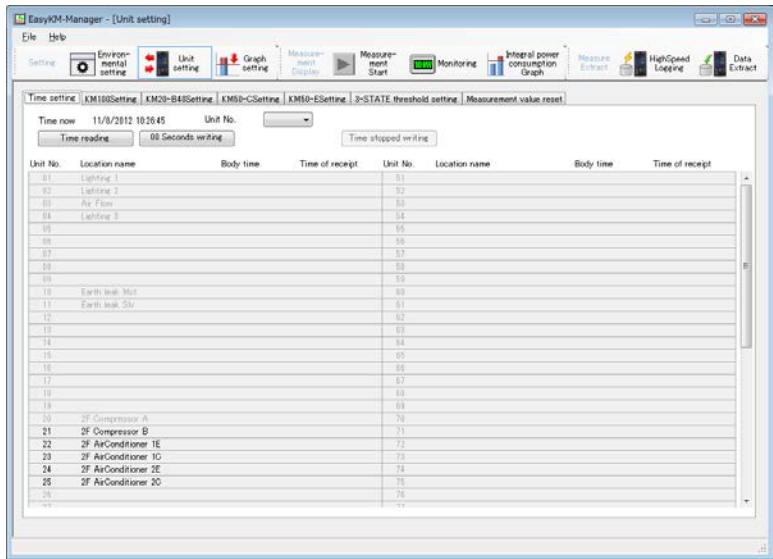 EasyKM-Manager - [Unit setting]
File Help
Setting
Environ-
mental
setting
Unit
setting
Graph
setting
Measure-
ment
Display
Measure-
ment
Start
Monitoring
Integral power
consumption
Graph
Measure
Extract
HighSpeed
Logging
Data
Extract
Time setting KM100Setting KM20-B40Setting KM50-CSetting KM50-ESetting 3-STATE threshold setting Measurement value reset
Time now 11/8/2012 10:26:45 Unit No.
Time reading 00 Seconds writing Time stopped writing
Unit No. Location name Body time Time of receipt Unit No. Location name Body time Time of receipt
01 Lighting 1 51
02 Lighting 2 52
03 Air Flow 53
04 Lighting 3 54
05 55
06 56
07 57
08 58
09 59
10 Earth leak Mst 60
11 Earth leak Slv 61
12 62
13 63
14 64
15 65
16 66
17 67
18 68
19 69
20 2F Compressor A 70
21 2F Compressor B 71
22 2F AirConditioner 1E 72
23 2F AirConditioner 1C 73
24 2F AirConditioner 2E 74
25 2F AirConditioner 2C 75
26 76